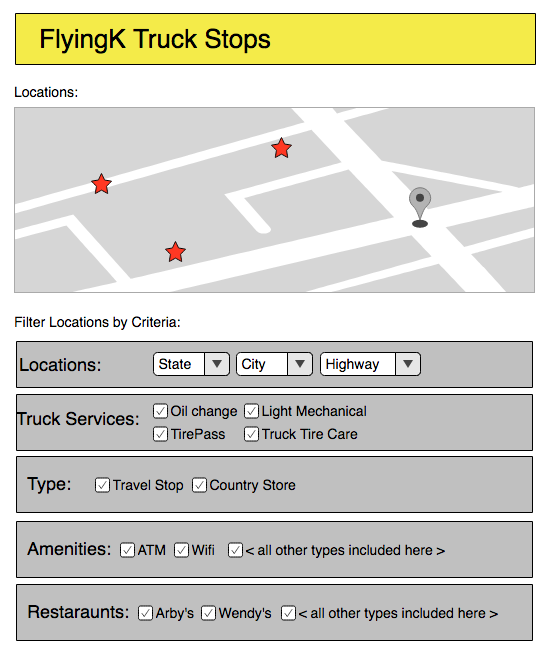 FlyingK Truck Stops
Locations:
Filter Locations by Criteria:
Locations: State City Highway
Truck Services: Oil change Light Mechanical
TirePass Truck Tire Care
Type: Travel Stop Country Store
Amenities: ATM Wifi < all other types included here >
Restaraunts: Arby's Wendy's < all other types included here >